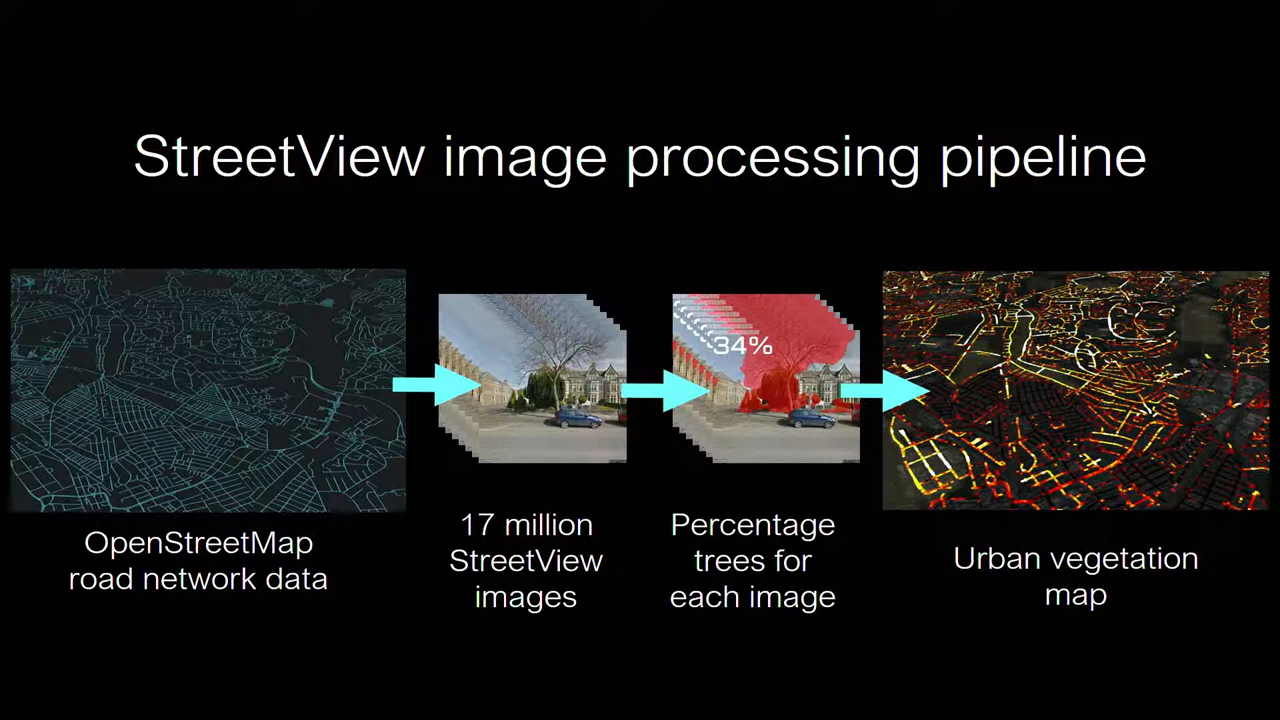 StreetView image processing pipeline
34%
OpenStreetMap
road network data
17 million
StreetView
images
Percentage
trees for
each image
Urban vegetation
map